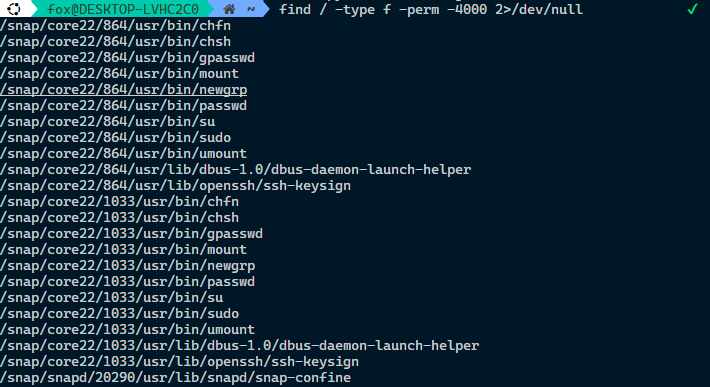 fox@DESKTOP-LVHC2C0 ~ find / -type f -perm -4000 2>/dev/null ✓
/snap/core22/864/usr/bin/chfn
/snap/core22/864/usr/bin/chsh
/snap/core22/864/usr/bin/gpasswd
/snap/core22/864/usr/bin/mount
/snap/core22/864/usr/bin/newgrp
/snap/core22/864/usr/bin/passwd
/snap/core22/864/usr/bin/su
/snap/core22/864/usr/bin/sudo
/snap/core22/864/usr/bin/umount
/snap/core22/864/usr/lib/dbus-1.0/dbus-daemon-launch-helper
/snap/core22/864/usr/lib/openssh/ssh-keysign
/snap/core22/1033/usr/bin/chfn
/snap/core22/1033/usr/bin/chsh
/snap/core22/1033/usr/bin/gpasswd
/snap/core22/1033/usr/bin/mount
/snap/core22/1033/usr/bin/newgrp
/snap/core22/1033/usr/bin/passwd
/snap/core22/1033/usr/bin/su
/snap/core22/1033/usr/bin/sudo
/snap/core22/1033/usr/bin/umount
/snap/core22/1033/usr/lib/dbus-1.0/dbus-daemon-launch-helper
/snap/core22/1033/usr/lib/openssh/ssh-keysign
/snap/snapd/20290/usr/lib/snapd/snap-confine